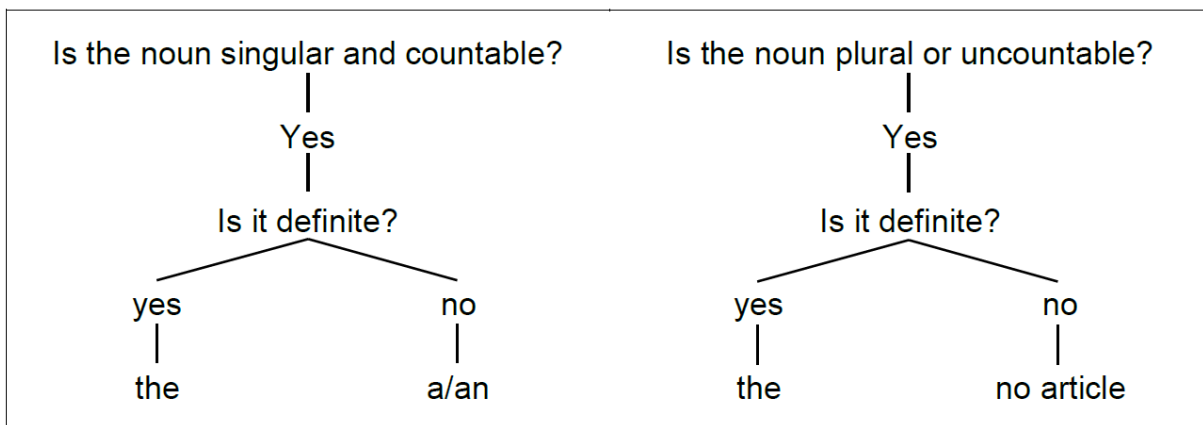 Is the noun singular and countable?
Yes
Is it definite?
yes
no
the
a/an
Is the noun plural or uncountable?
Yes
Is it definite?
yes
no
the
no article